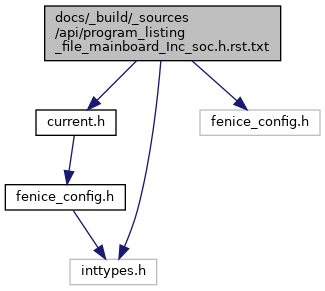 docs/_build/_sources
/api/program_listing
_file_mainboard_Inc_soc.h.rst.txt
current.h
fenice_config.h
fenice_config.h
inttypes.h